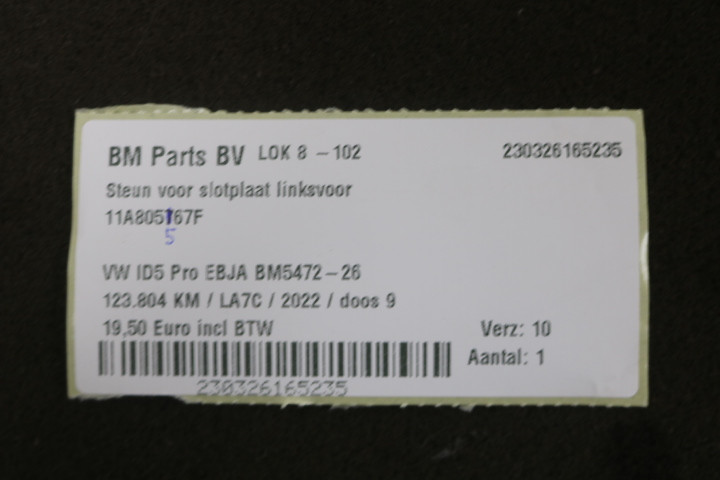 BM Parts BV LOK 8 - 102 230326165235
Steun voor slotplaat linksvoor
11A805167F
5
VW ID5 Pro EBJA BM5472-26
123.804 KM / LA7C / 2022 / doos 9
19,50 Euro incl BTW Verz: 10
Aantal: 1
230326165235